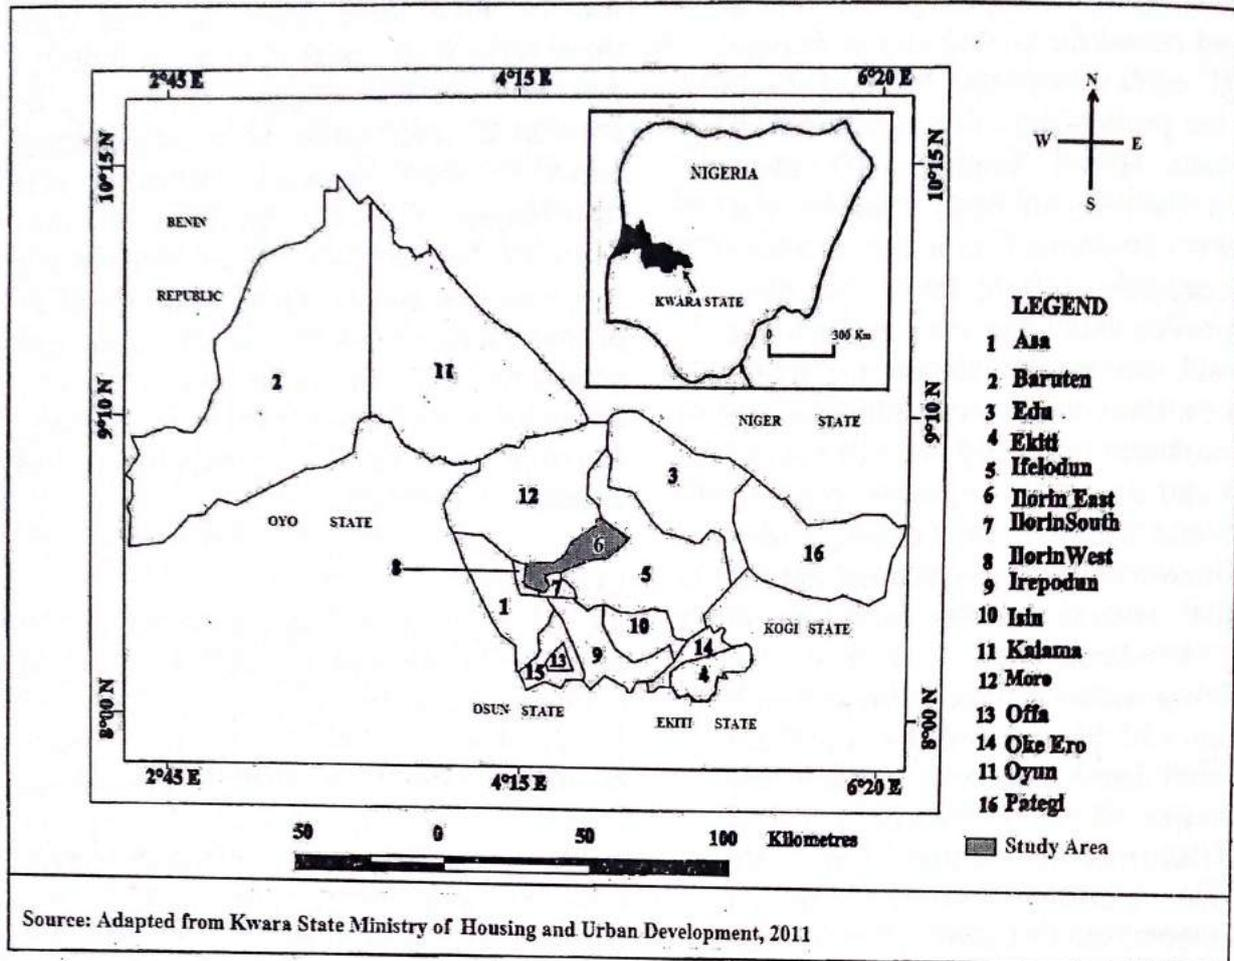 2°45 E 4°15 E 6°20 E
N
W E
S
10°15 N 10°15 N
NIGERIA
KWARA STATE
300 Km
BENIN
REPUBLIC
2
11
9°10 N 9°10 N
NIGER STATE
3
12
OYO STATE
6
16
8
5
7
1
10
KOGI STATE
9
14
13
15
4
OSUN STATE
EKITI STATE
8°00 N 8°00 N
2°45 E 4°15 E 6°20 E
LEGEND
1 Asa
2 Baruten
3 Edu
4 Ekiti
5 Ifelodun
6 Ilorin East
7 IlorinSouth
8 IlorinWest
9 Irepodun
10 Isin
11 Kaiama
12 Moro
13 Offa
14 Oke Ero
11 Oyun
16 Pategi
Study Area
50 0 50 100 Kilometres
Source: Adapted from Kwara State Ministry of Housing and Urban Development, 2011